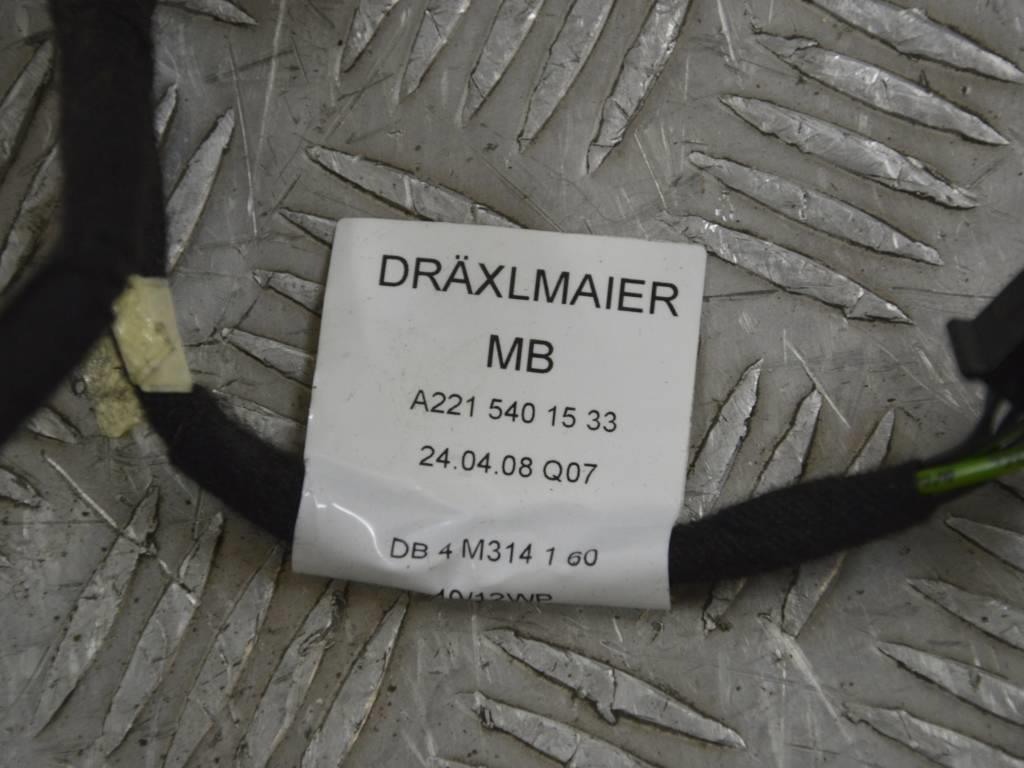 DRÄXLMAIER
MB
A221 540 15 33
24.04.08 Q07
DB 4 M314 1 60